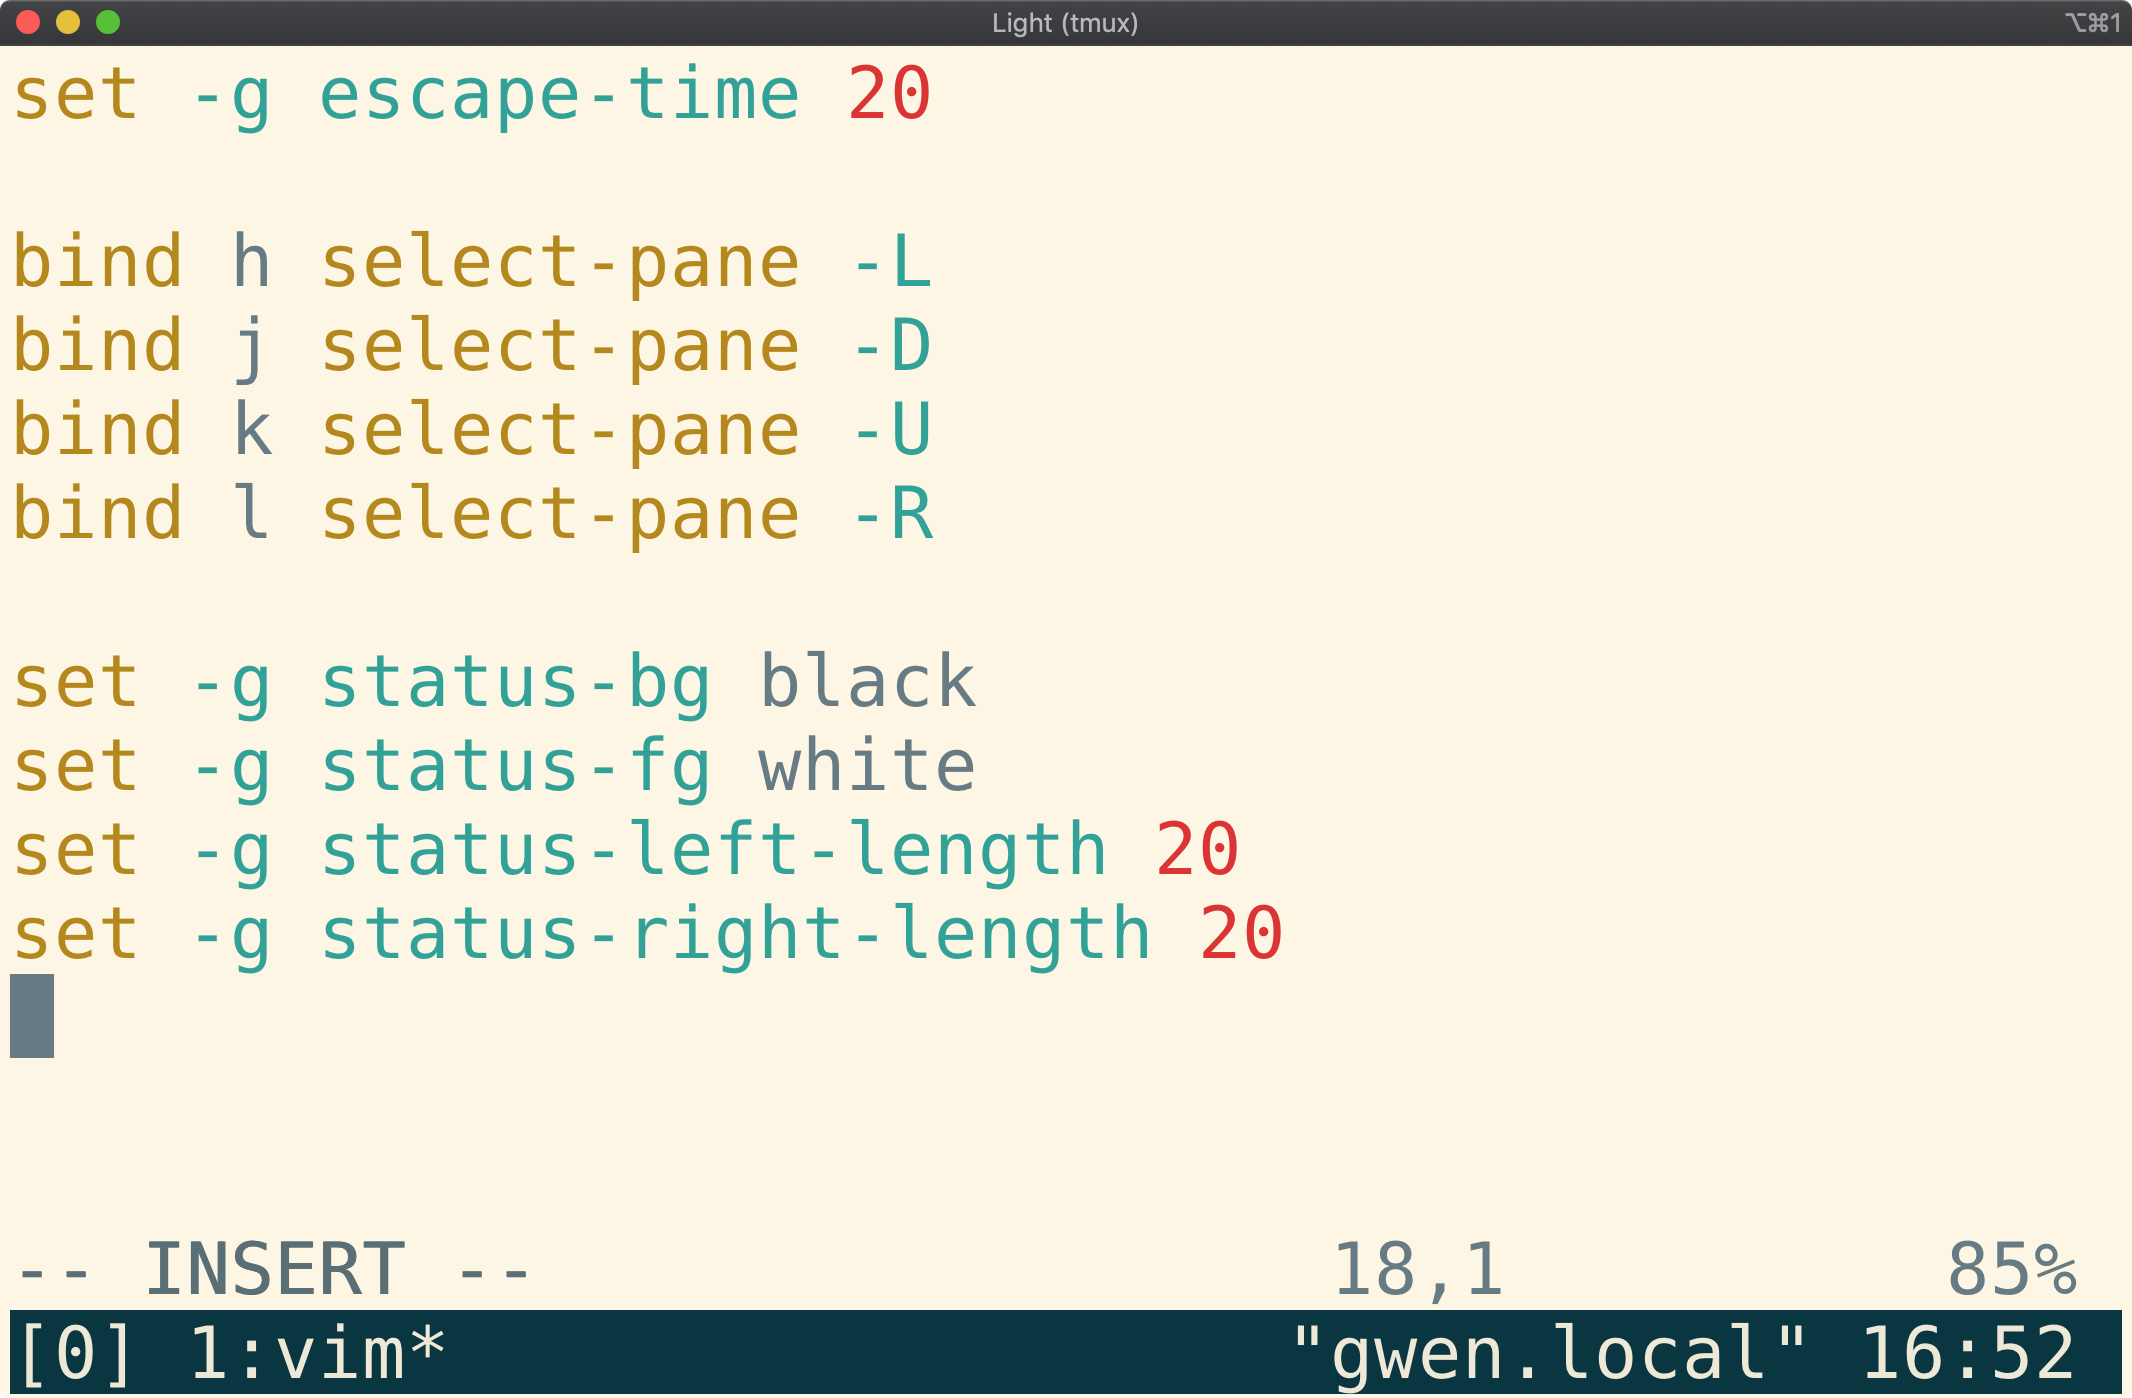 Light (tmux) ⌥⌘1
set -g escape-time 20
bind h select-pane -L
bind j select-pane -D
bind k select-pane -U
bind l select-pane -R
set -g status-bg black
set -g status-fg white
set -g status-left-length 20
set -g status-right-length 20
-- INSERT -- 18,1 85%
[0] 1:vim* "gwen.local" 16:52